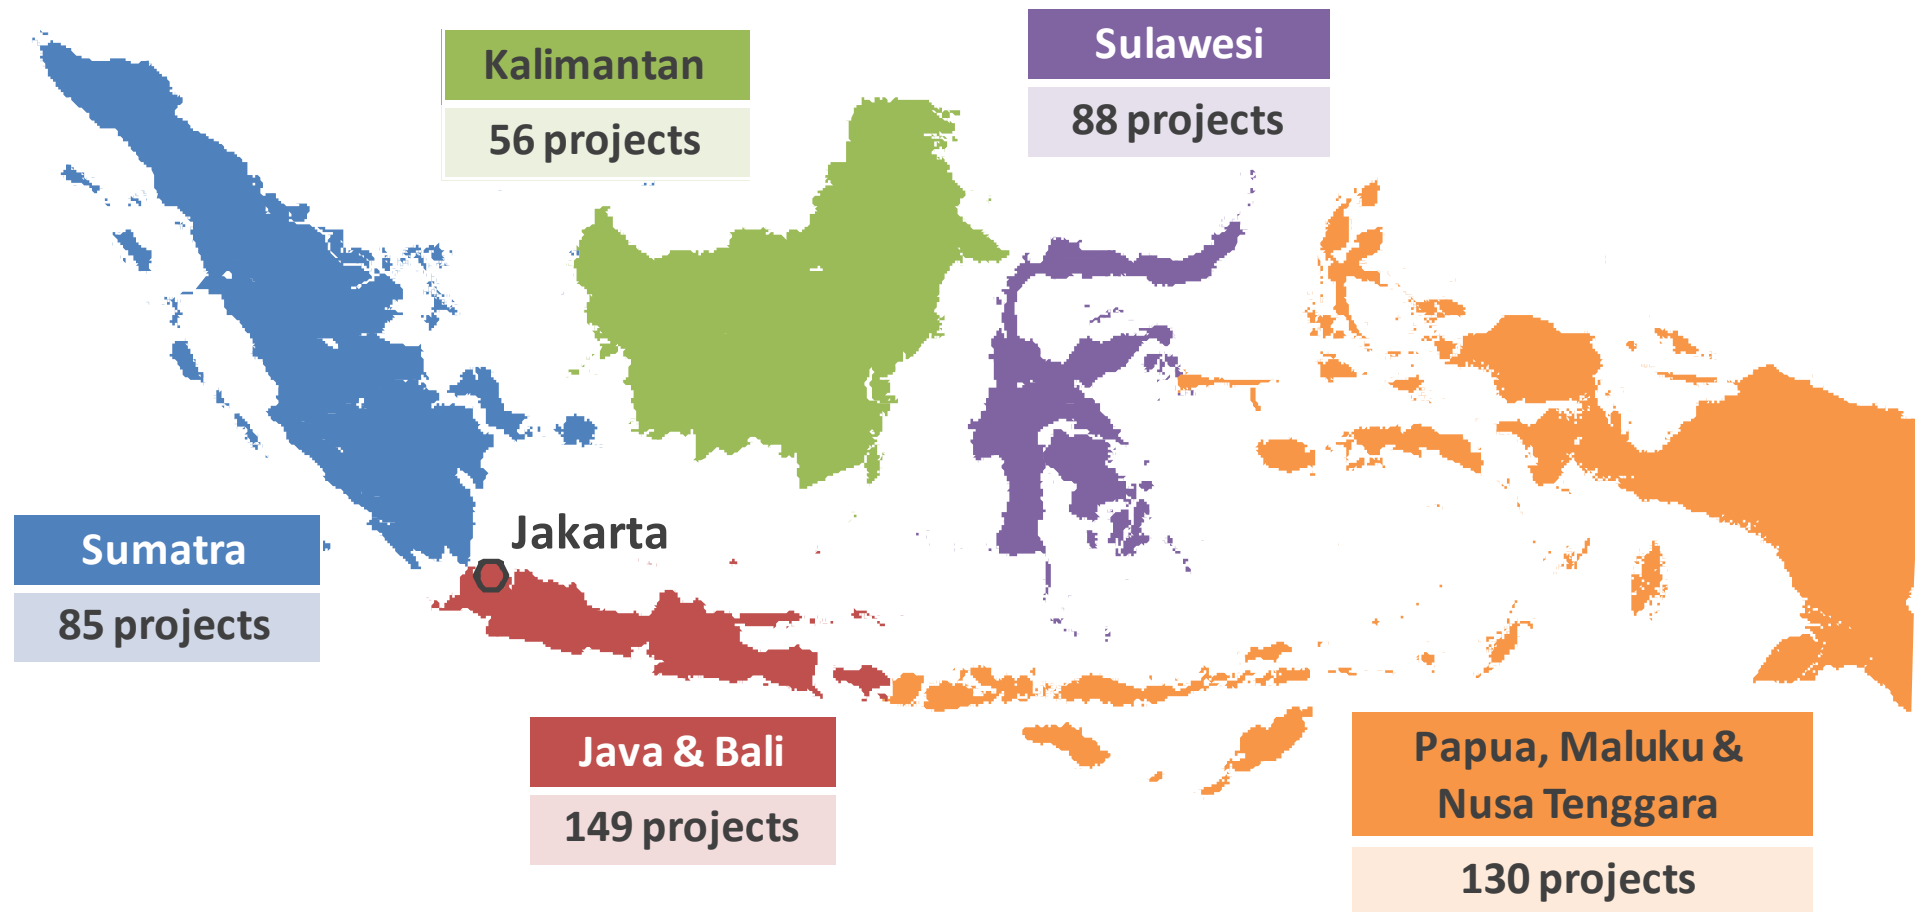 Kalimantan
56 projects
Sulawesi
88 projects
Sumatra
85 projects
Jakarta
Java & Bali
149 projects
Papua, Maluku &
Nusa Tenggara
130 projects